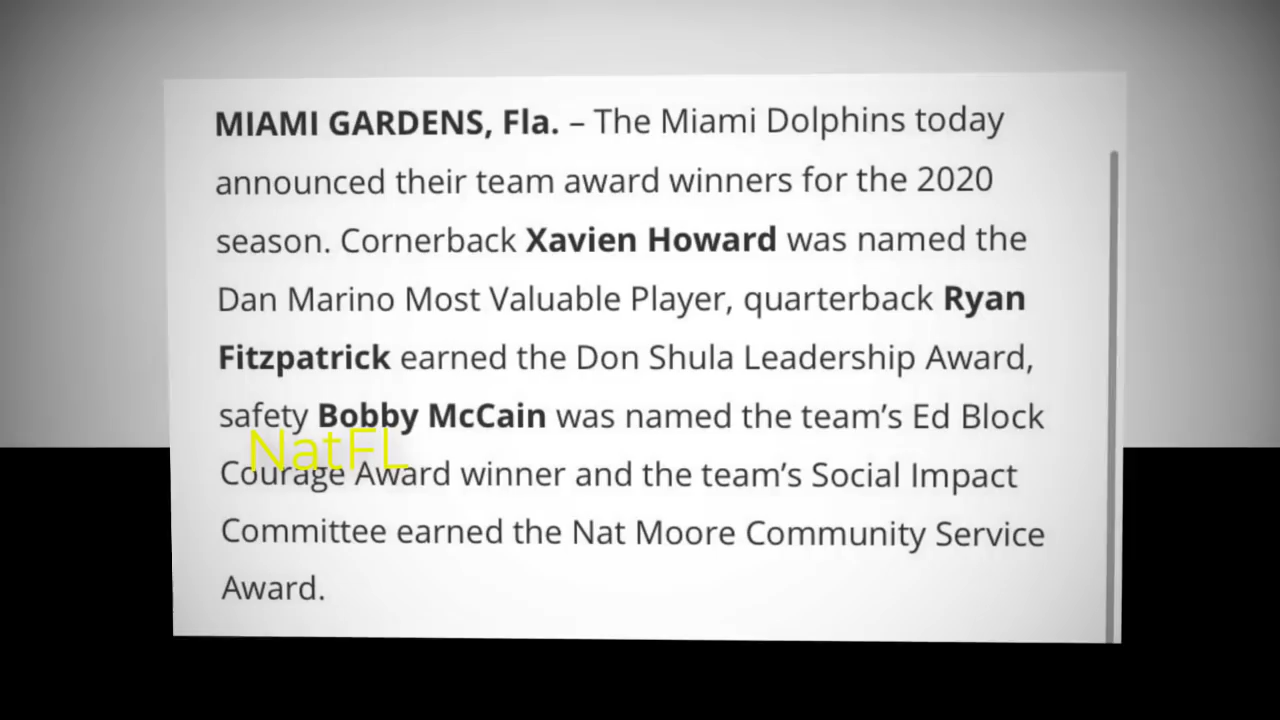 MIAMI GARDENS, Fla. – The Miami Dolphins today
announced their team award winners for the 2020
season. Cornerback Xavien Howard was named the
Dan Marino Most Valuable Player, quarterback Ryan
Fitzpatrick earned the Don Shula Leadership Award,
safety Bobby McCain was named the team’s Ed Block
NatFL
Courage Award winner and the team’s Social Impact
Committee earned the Nat Moore Community Service
Award.